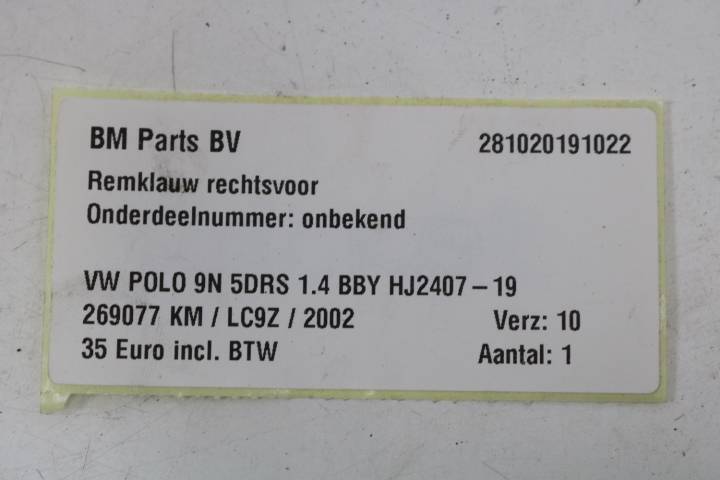 BM Parts BV 281020191022
Remklauw rechtsvoor
Onderdeelnummer: onbekend
VW POLO 9N 5DRS 1.4 BBY HJ2407-19
269077 KM / LC9Z / 2002 Verz: 10
35 Euro incl. BTW Aantal: 1